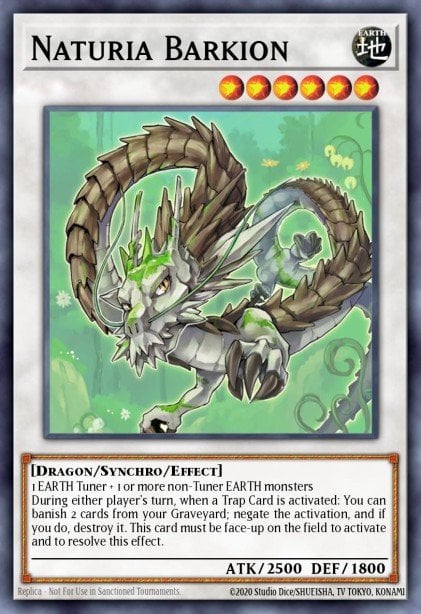 NATURIA BARKION
EARTH
地
[DRAGON/SYNCHRO/EFFECT]
1 EARTH Tuner + 1 or more non-Tuner EARTH monsters
During either player's turn, when a Trap Card is activated: You can
banish 2 cards from your Graveyard; negate the activation, and if
you do, destroy it. This card must be face-up on the field to activate
and to resolve this effect.
ATK/2500 DEF/1800
Replica - Not For Use in Sanctioned Tournaments. ©2020 Studio Dice/SHUEISHA, TV TOKYO, KONAMI